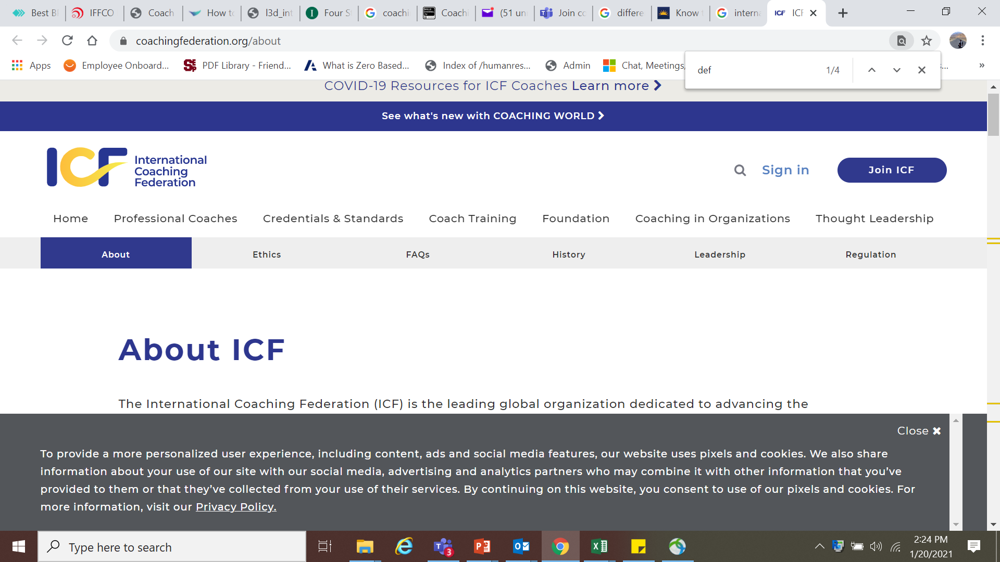 Best Bl
IFFCO
Coach
How to
l3d_int
Four S
coachi
Coachi
(51 un
Join co
differe
Know t
interna
ICF
coachingfederation.org/about
Apps
Employee Onboard...
PDF Library - Friend...
What is Zero Based...
Index of /humanres...
Admin
Chat, Meetings,
def
1/4
COVID-19 Resources for ICF Coaches Learn more
See what's new with COACHING WORLD
ICF
International
Coaching
Federation
Sign in
Join ICF
Home
Professional Coaches
Credentials & Standards
Coach Training
Foundation
Coaching in Organizations
Thought Leadership
About
Ethics
FAQs
History
Leadership
Regulation
About ICF
The International Coaching Federation (ICF) is the leading global organization dedicated to advancing the
Close
To provide a more personalized user experience, including content, ads and social media features, our website uses pixels and cookies. We also share
information about your use of our site with our social media, advertising and analytics partners who may combine it with other information that you’ve
provided to them or that they’ve collected from your use of their services. By continuing on this website, you consent to use of our pixels and cookies. For
more information, visit our Privacy Policy.
Type here to search
3
2:24 PM
1/20/2021